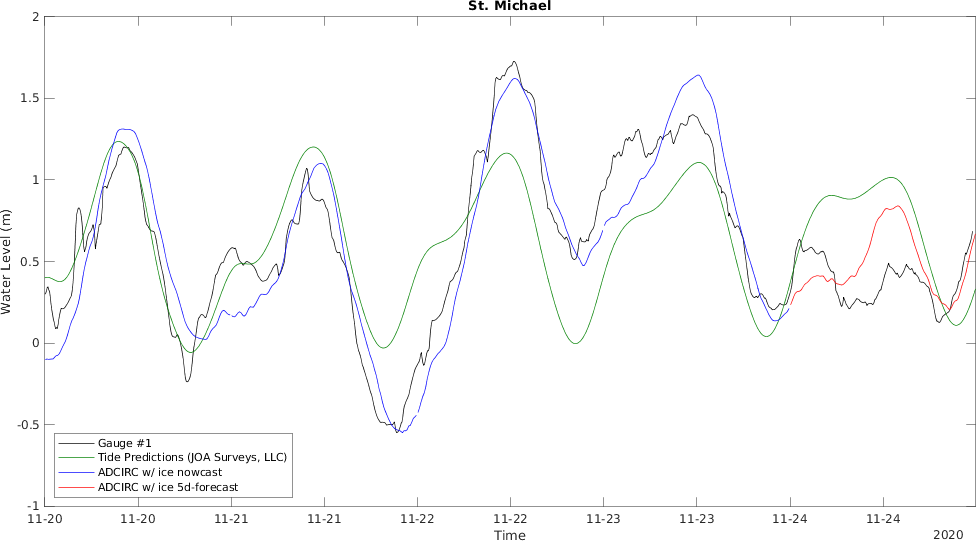 St. Michael
2
1.5
1
0.5
0
-0.5
-1
Water Level (m)
Gauge #1
Tide Predictions (JOA Surveys, LLC)
ADCIRC w/ ice nowcast
ADCIRC w/ ice 5d-forecast
11-20 11-20 11-21 11-21 11-22 11-22 11-23 11-23 11-24 11-24
Time
2020